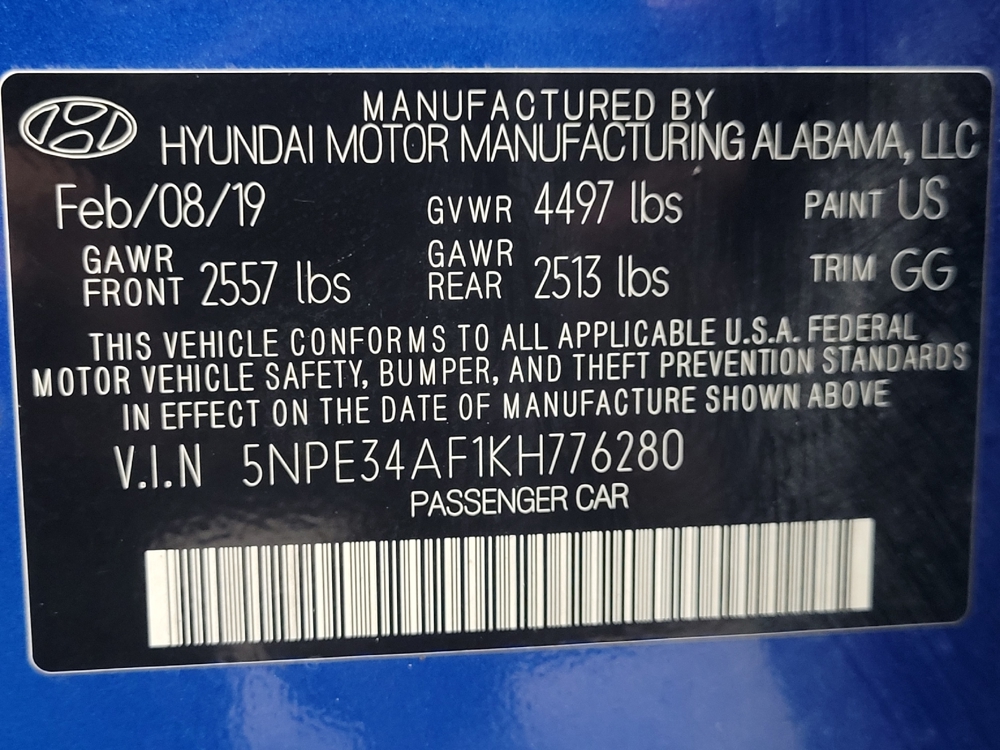 MANUFACTURED BY
HYUNDAI MOTOR MANUFACTURING ALABAMA, LLC
Feb/08/19 GVWR 4497 lbs PAINT US
GAWR FRONT 2557 lbs GAWR REAR 2513 lbs TRIM GG
THIS VEHICLE CONFORMS TO ALL APPLICABLE U.S.A. FEDERAL
MOTOR VEHICLE SAFETY, BUMPER, AND THEFT PREVENTION STANDARDS
IN EFFECT ON THE DATE OF MANUFACTURE SHOWN ABOVE
V.I.N 5NPE34AF1KH776280
PASSENGER CAR